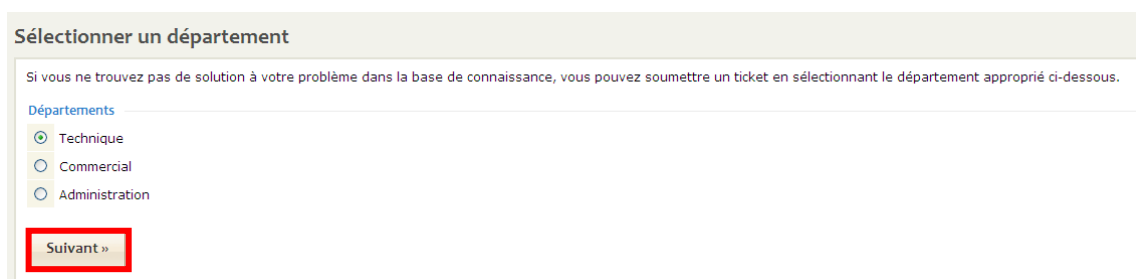 Sélectionner un département
Si vous ne trouvez pas de solution à votre problème dans la base de connaissance, vous pouvez soumettre un ticket en sélectionnant le département approprié ci-dessous.
Départements
Technique
Commercial
Administration
Suivant »